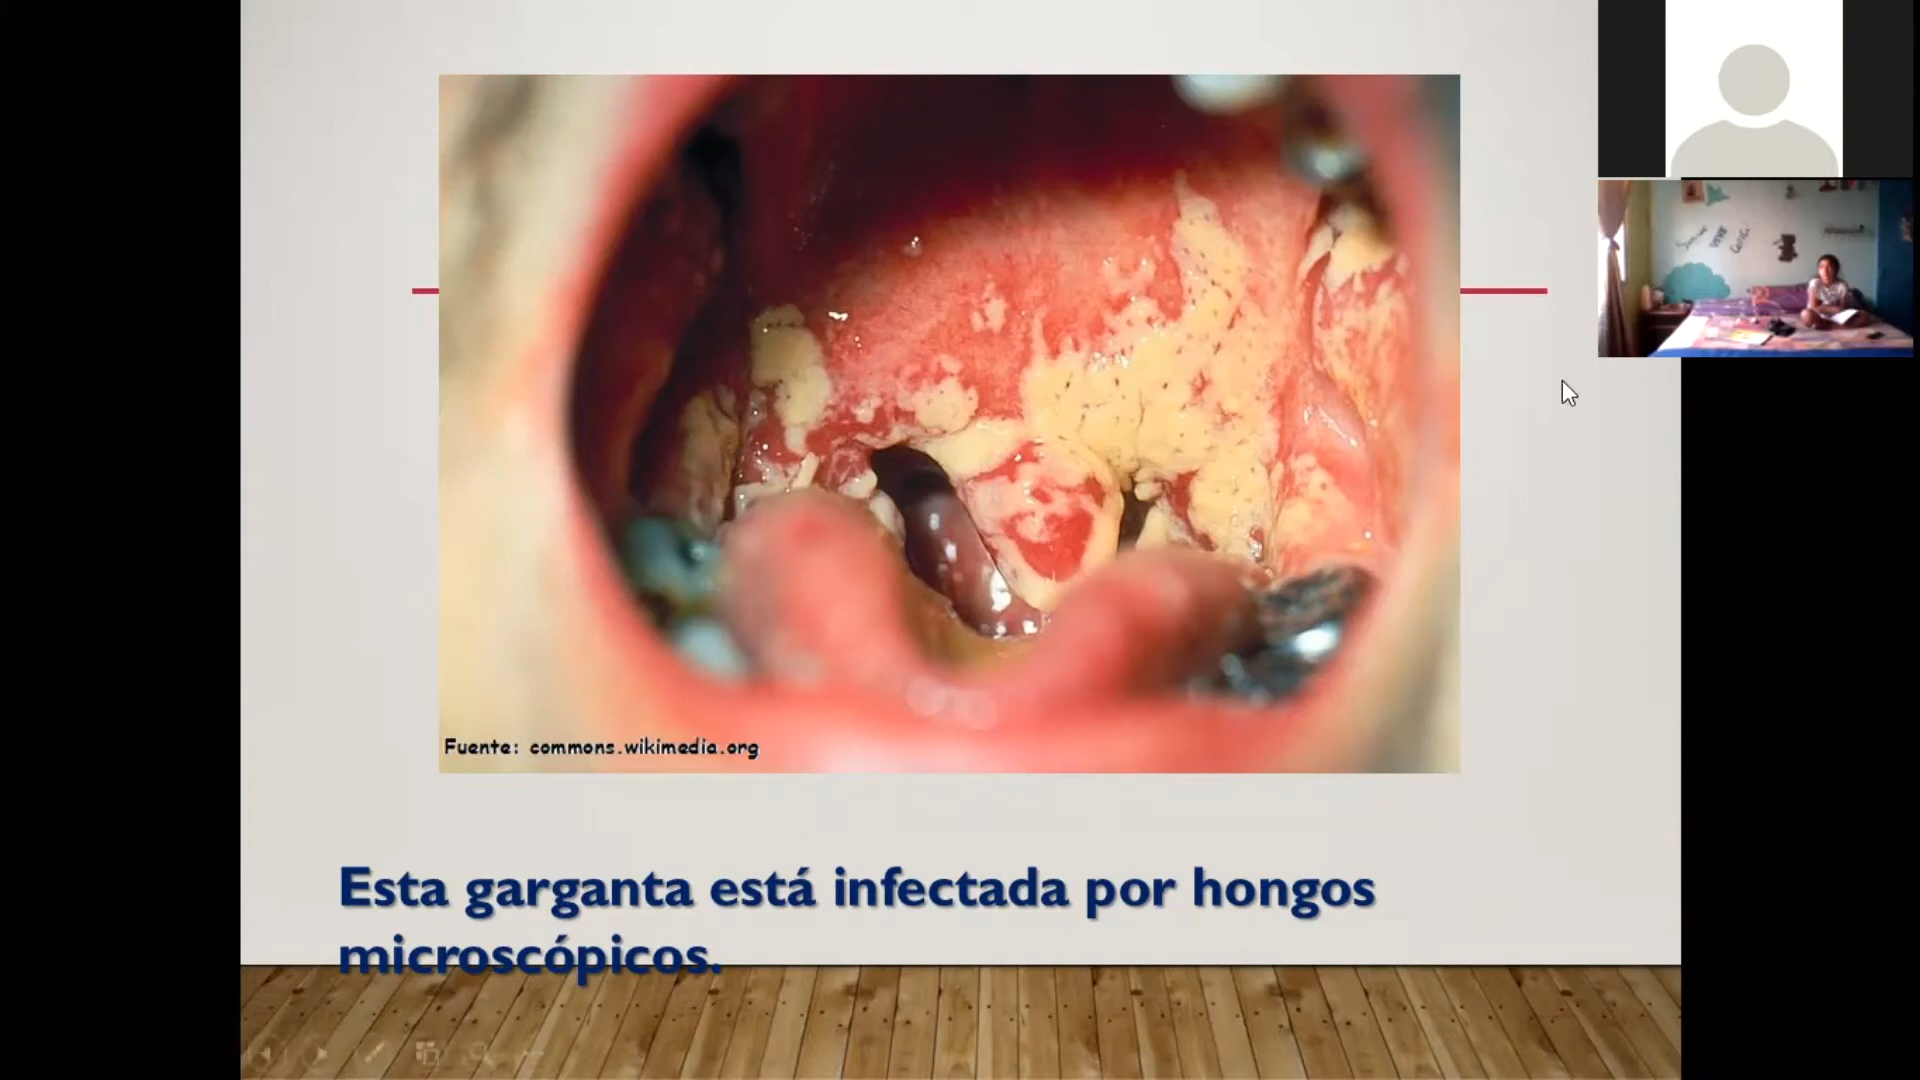 Fuente: commons.wikimedia.org
Esta garganta está infectada por hongos
microscópicos.